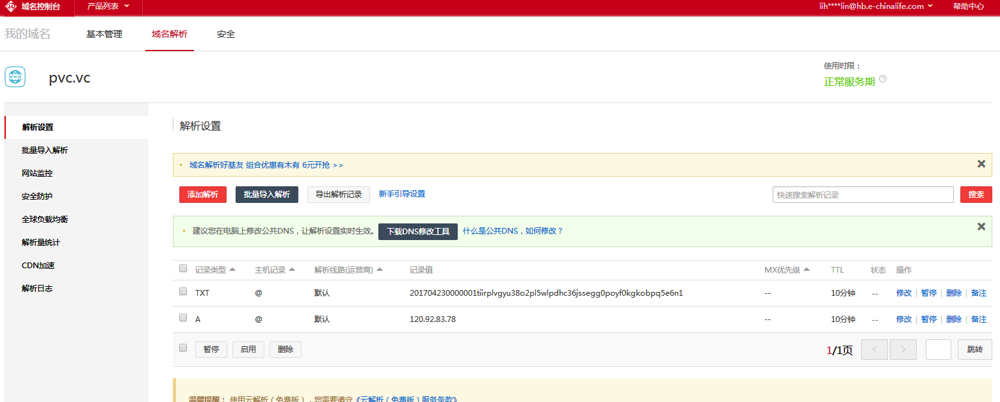 域名控制台 产品列表 lih****lin@hb.e-chinalife.com 帮助中心
我的域名 基本管理 域名解析 安全
www pvc.vc
使用时限：
正常服务期 ?
解析设置
批量导入解析
网站监控
安全防护
全球负载均衡
解析量统计
CDN加速
解析日志
解析设置
域名解析好基友 组合优惠有木有 6元开抢 >>
添加解析 批量导入解析 导出解析记录 新手引导设置 快速搜索解析记录 搜索
建议您在电脑上修改公共DNS，让解析设置实时生效。 下载DNS修改工具 什么是公共DNS，如何修改？
记录类型 主机记录 解析线路(运营商) 记录值 MX优先级 TTL 状态 操作
TXT @ 默认 201704230000001tiirplvgyu38o2pl5wlpdhc36jssegg0poyf0kgkobpq5e6n1 -- 10分钟 -- 修改 | 暂停 | 删除 | 备注
A @ 默认 120.92.83.78 -- 10分钟 -- 修改 | 暂停 | 删除 | 备注
暂停 启用 删除 1/1页 < > 跳转
温馨提醒： 使用云解析（免费版），您需要遵守《云解析（免费版）服务条款》